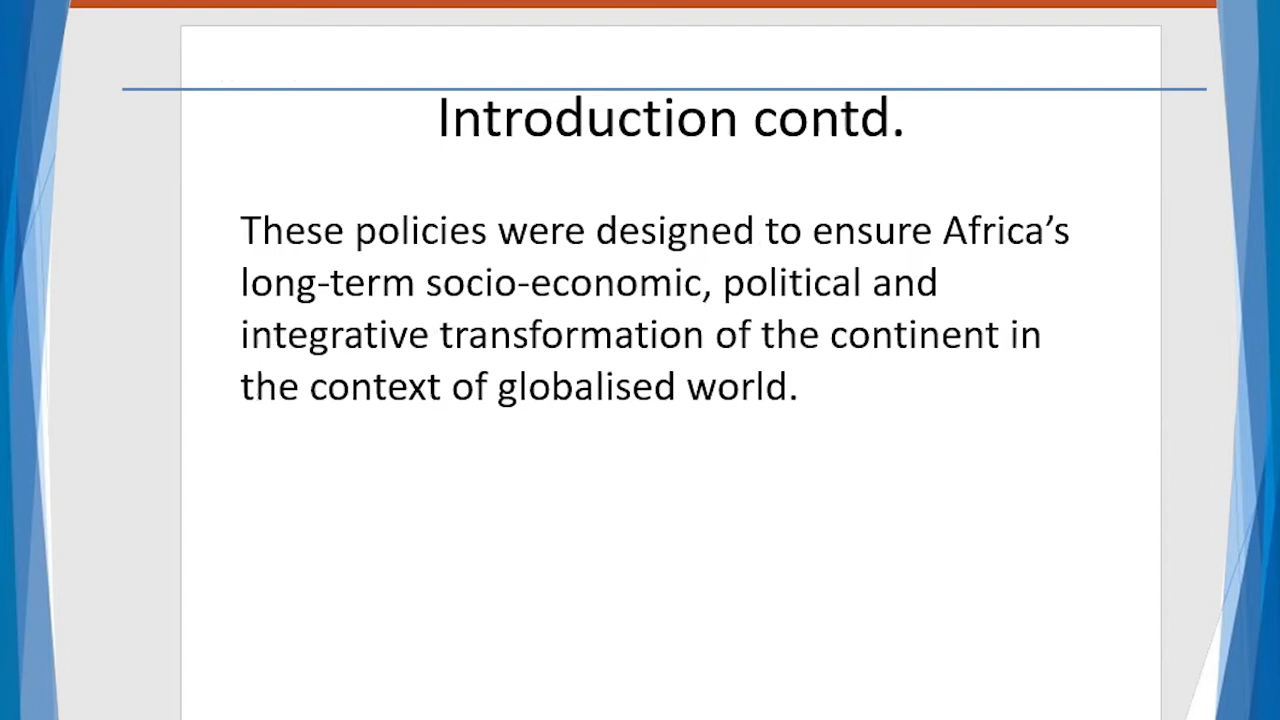 Introduction contd.
These policies were designed to ensure Africa’s
long-term socio-economic, political and
integrative transformation of the continent in
the context of globalised world.